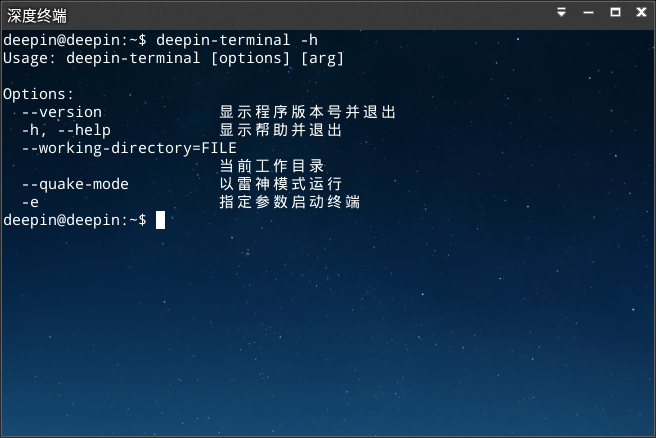 深度终端
deepin@deepin:~$ deepin-terminal -h
Usage: deepin-terminal [options] [arg]
Options:
--version 显示程序版本号并退出
-h, --help 显示帮助并退出
--working-directory=FILE
当前工作目录
--quake-mode 以雷神模式运行
-e 指定参数启动终端
deepin@deepin:~$